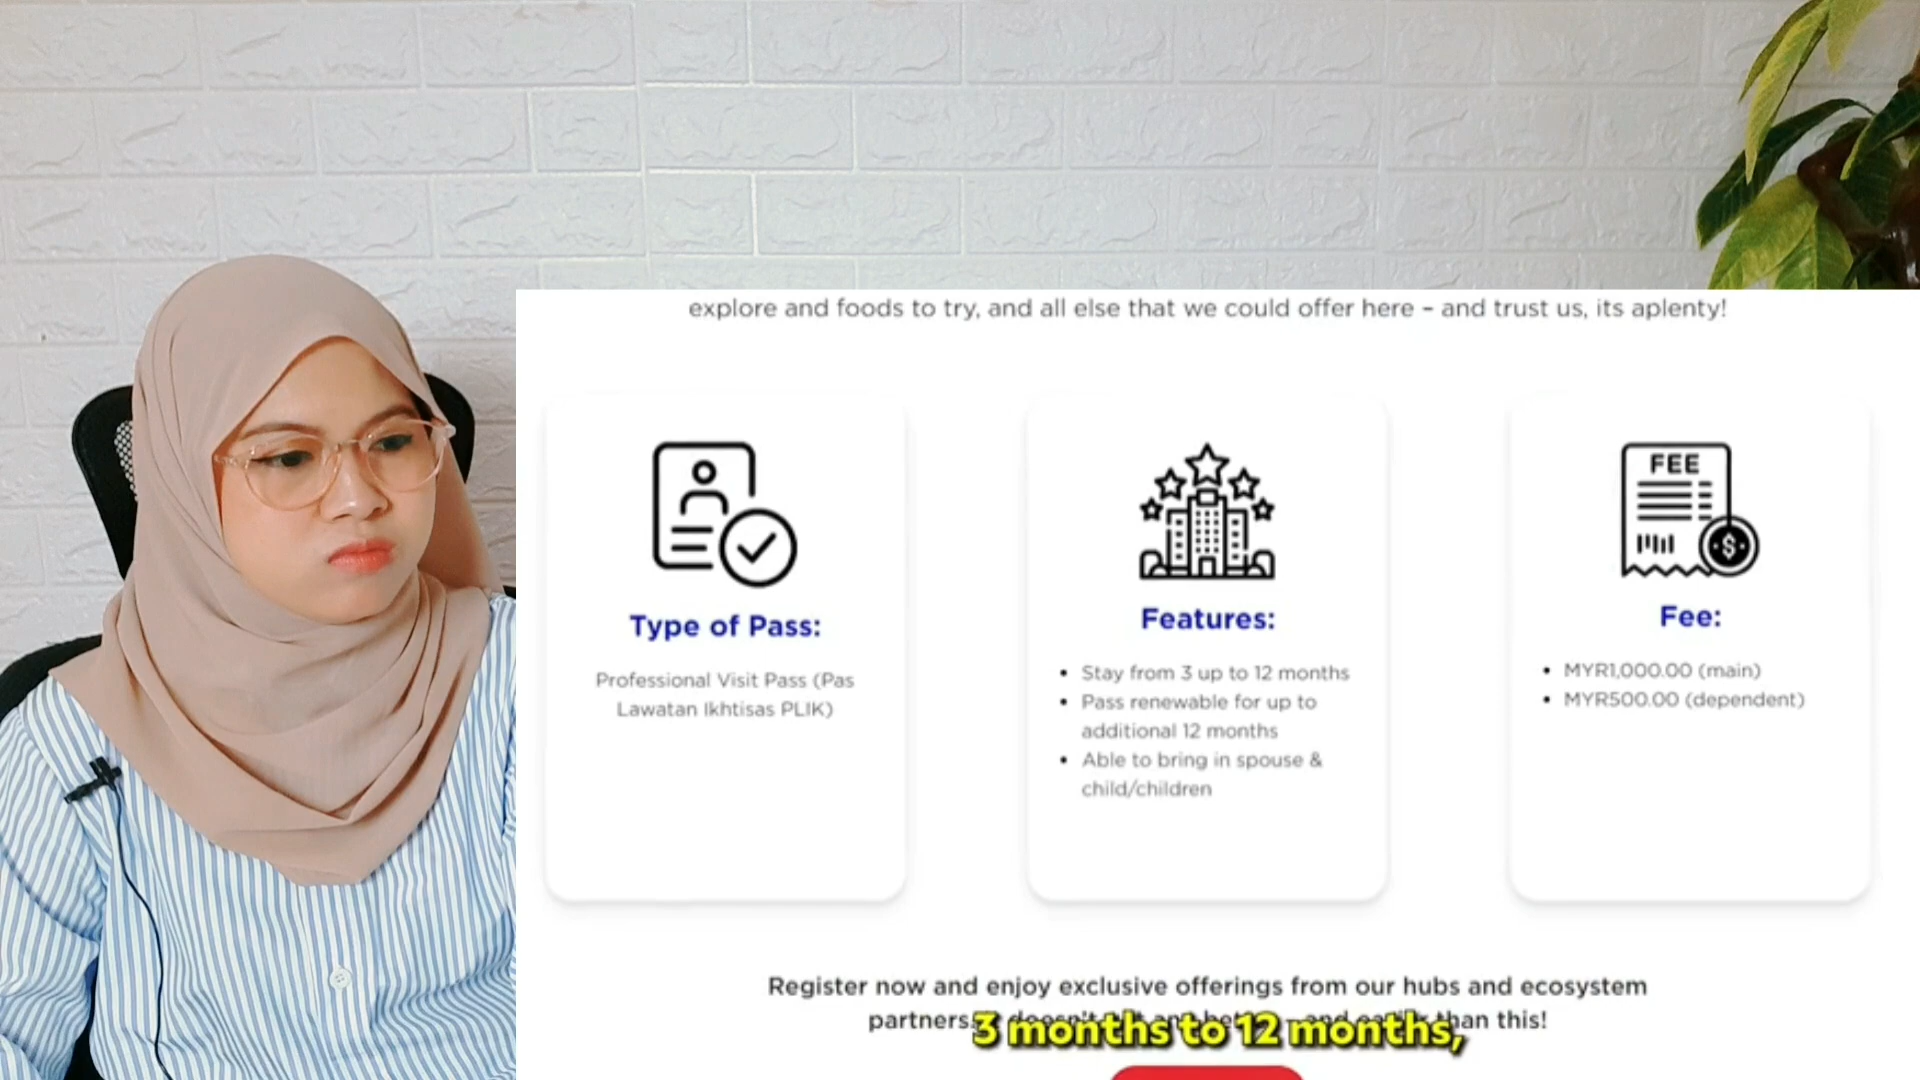 explore and foods to try, and all else that we could offer here – and trust us, its aplenty!
Type of Pass:
Professional Visit Pass (Pas
Lawatan Ikhtisas PLIK)
Features:
• Stay from 3 up to 12 months
• Pass renewable for up to
additional 12 months
• Able to bring in spouse &
child/children
FEE
Fee:
• MYR1,000.00 (main)
• MYR500.00 (dependent)
Register now and enjoy exclusive offerings from our hubs and ecosystem
partners. than this!
3 months to 12 months,